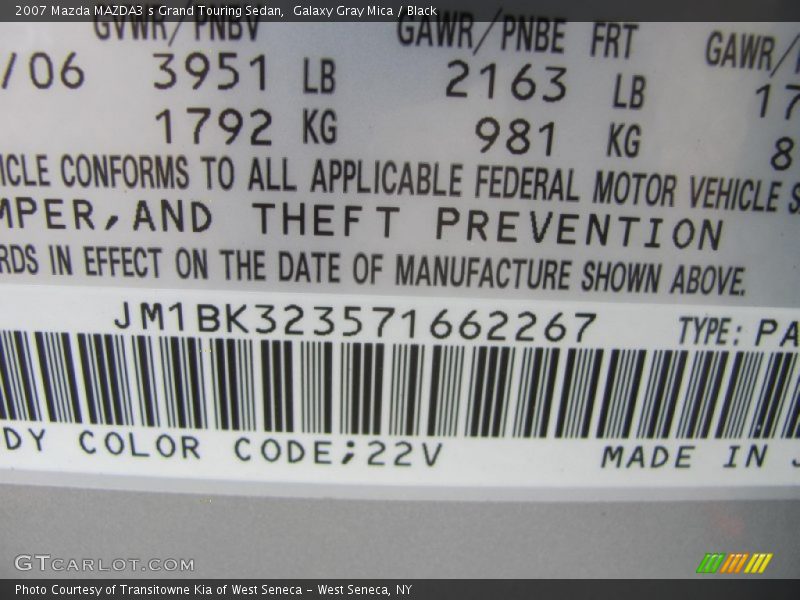 2007 Mazda MAZDA3 s Grand Touring Sedan, Galaxy Gray Mica / Black
GVWR/PNBV GAWR/PNBE FRT GAWR/
/06 3951 LB 2163 LB 17
1792 KG 981 KG 8
ICLE CONFORMS TO ALL APPLICABLE FEDERAL MOTOR VEHICLE S
MPER,AND THEFT PREVENTION
RDS IN EFFECT ON THE DATE OF MANUFACTURE SHOWN ABOVE.
JM1BK323571662267 TYPE: PA
DY COLOR CODE;22V MADE IN J
GTCARLOT.COM
Photo Courtesy of Transitowne Kia of West Seneca – West Seneca, NY